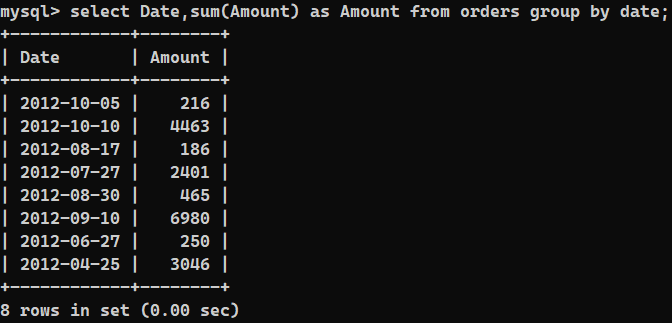 mysql> select Date,sum(Amount) as Amount from orders group by date;
+------------+--------+
| Date       | Amount |
+------------+--------+
| 2012-10-05 |    216 |
| 2012-10-10 |   4463 |
| 2012-08-17 |    186 |
| 2012-07-27 |   2401 |
| 2012-08-30 |    465 |
| 2012-09-10 |   6980 |
| 2012-06-27 |    250 |
| 2012-04-25 |   3046 |
+------------+--------+
8 rows in set (0.00 sec)